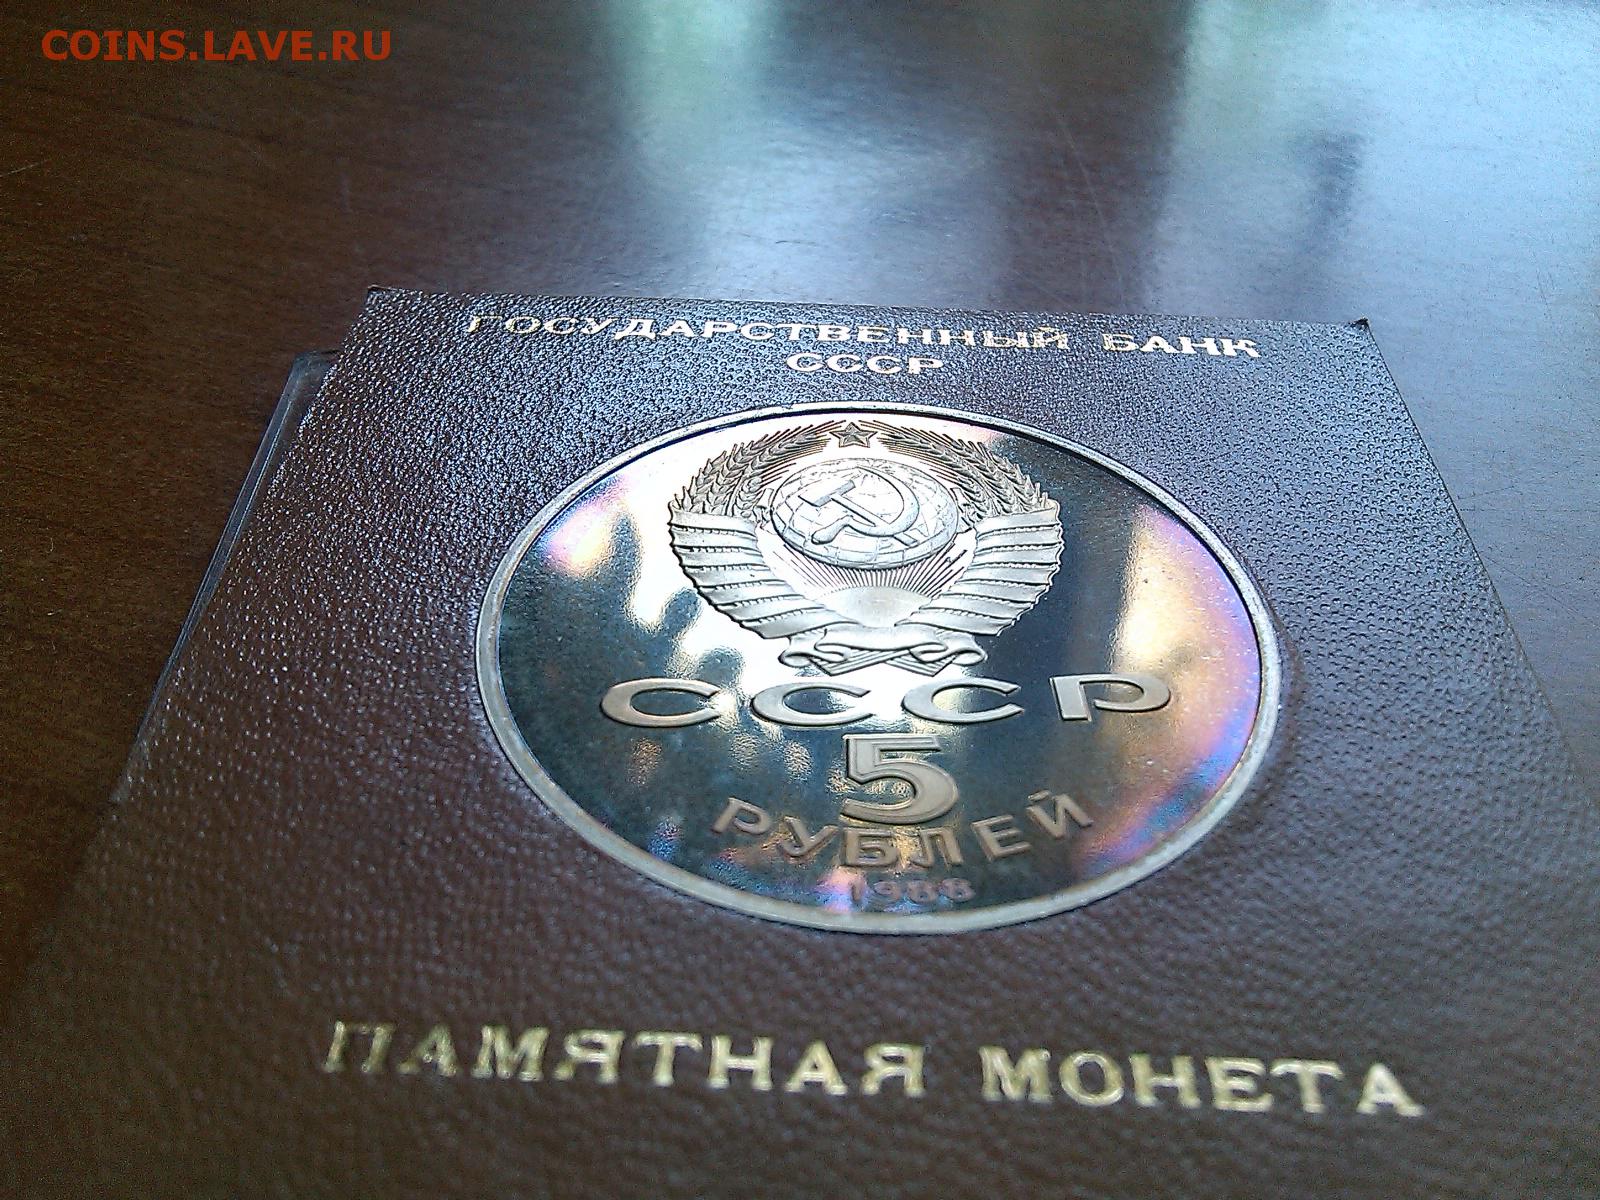 COINS.LAVE.RU
ГОСУДАРСТВЕННЫЙ БАНК
СССР
СССР
5
РУБЛЕЙ
1988
ПАМЯТНАЯ МОНЕТА